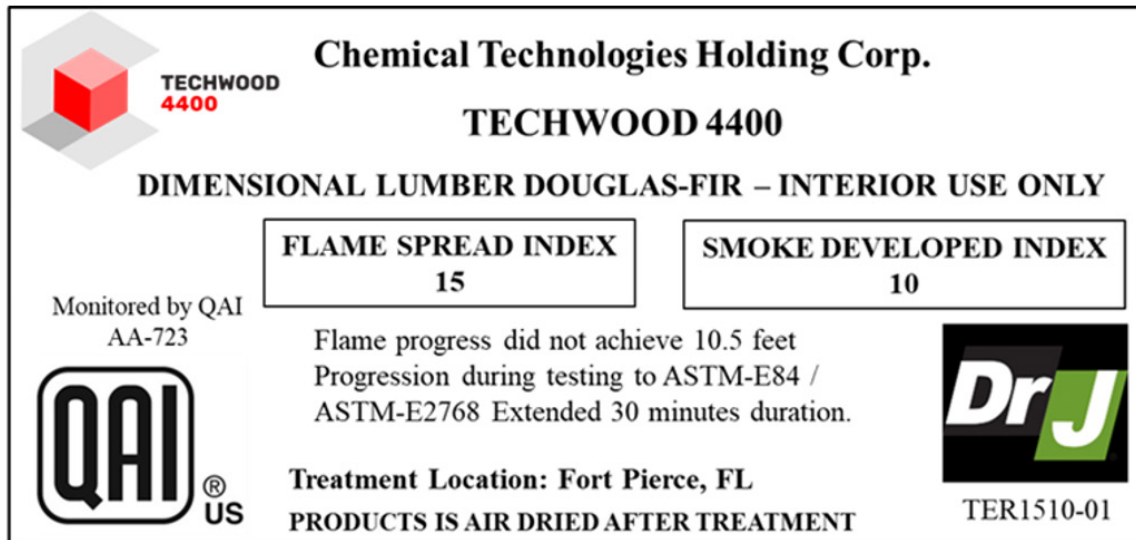 TECHWOOD
4400
Chemical Technologies Holding Corp.
TECHWOOD 4400
DIMENSIONAL LUMBER DOUGLAS-FIR – INTERIOR USE ONLY
FLAME SPREAD INDEX
15
SMOKE DEVELOPED INDEX
10
Monitored by QAI
AA-723
QAI
®
US
Flame progress did not achieve 10.5 feet
Progression during testing to ASTM-E84 /
ASTM-E2768 Extended 30 minutes duration.
Treatment Location: Fort Pierce, FL
PRODUCTS IS AIR DRIED AFTER TREATMENT
DrJ
TER1510-01